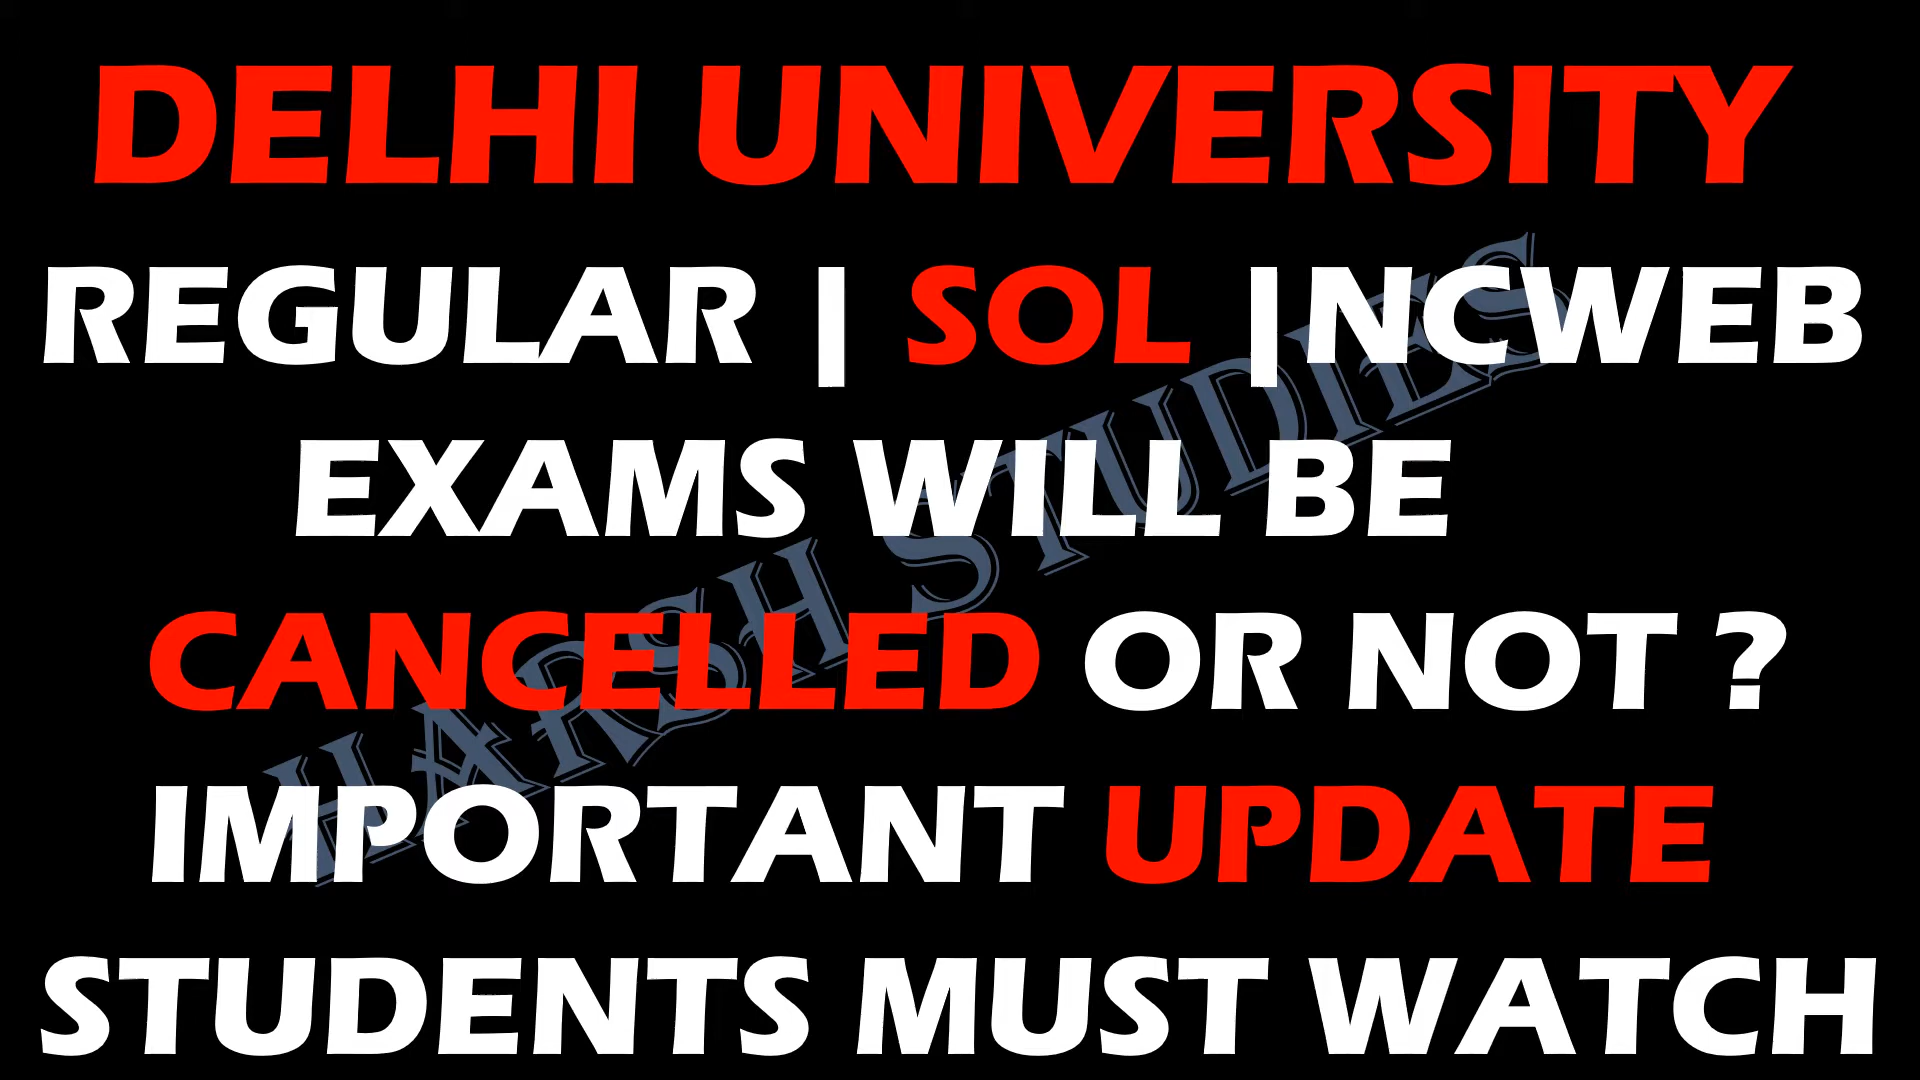 DELHI UNIVERSITY
REGULAR | SOL |NCWEB
EXAMS WILL BE
CANCELLED OR NOT ?
IMPORTANT UPDATE
STUDENTS MUST WATCH
HARSH STUDIES